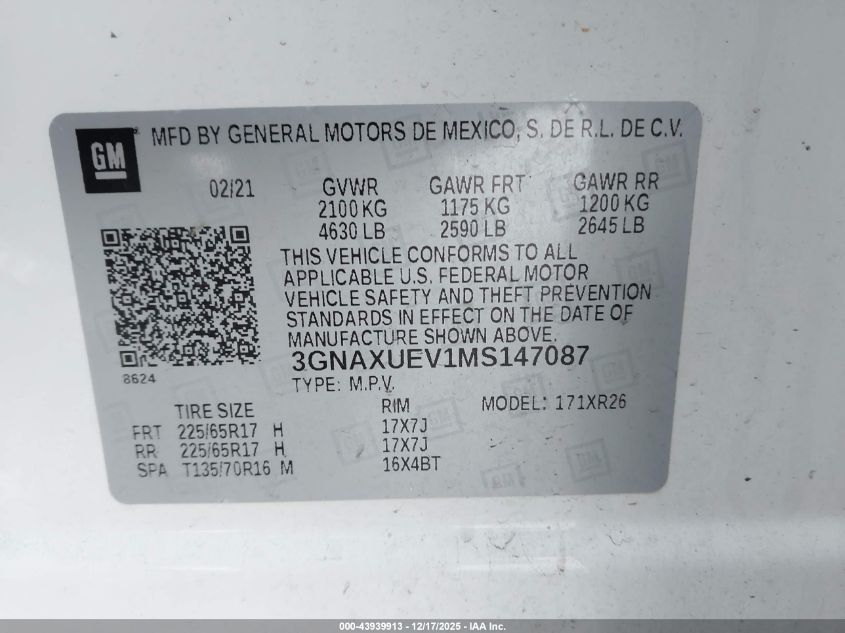 GM MFD BY GENERAL MOTORS DE MEXICO, S. DE R.L. DE C.V.
02/21 GVWR GAWR FRT GAWR RR
2100 KG 1175 KG 1200 KG
4630 LB 2590 LB 2645 LB
THIS VEHICLE CONFORMS TO ALL
APPLICABLE U.S. FEDERAL MOTOR
VEHICLE SAFETY AND THEFT PREVENTION
STANDARDS IN EFFECT ON THE DATE OF
MANUFACTURE SHOWN ABOVE.
3GNAXUEV1MS147087
8624 TYPE: M.P.V.
TIRE SIZE RIM MODEL: 171XR26
FRT 225/65R17 H 17X7J
RR 225/65R17 H 17X7J
SPA T135/70R16 M 16X4BT
000-43939913 - 12/17/2025 - IAA Inc.